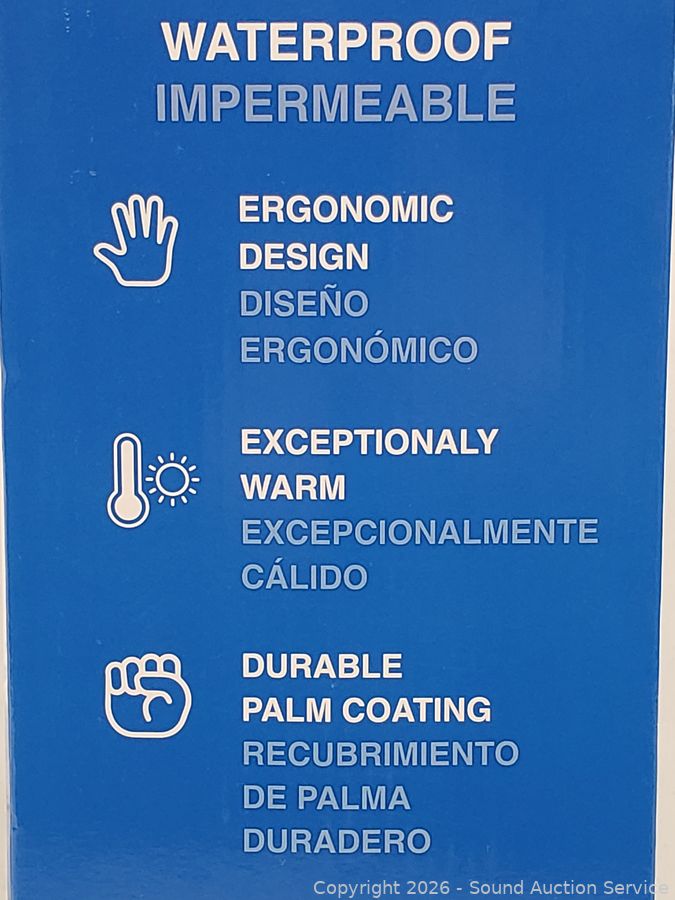 WATERPROOF
IMPERMEABLE
ERGONOMIC
DESIGN
DISEÑO
ERGONÓMICO
EXCEPTIONALY
WARM
EXCEPCIONALMENTE
CÁLIDO
DURABLE
PALM COATING
RECUBRIMIENTO
DE PALMA
DURADERO
Copyright 2026 - Sound Auction Service